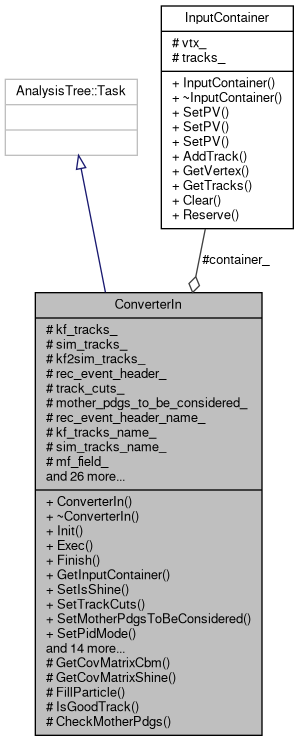 InputContainer
# vtx_
# tracks_
+ InputContainer()
+ ~InputContainer()
+ SetPV()
+ SetPV()
+ SetPV()
+ AddTrack()
+ GetVertex()
+ GetTracks()
+ Clear()
+ Reserve()
AnalysisTree::Task
#container_
ConverterIn
# kf_tracks_
# sim_tracks_
# kf2sim_tracks_
# rec_event_header_
# track_cuts_
# mother_pdgs_to_be_considered_
# rec_event_header_name_
# kf_tracks_name_
# sim_tracks_name_
# mf_field_
and 26 more...
+ ConverterIn()
+ ~ConverterIn()
+ Init()
+ Exec()
+ Finish()
+ GetInputContainer()
+ SetIsShine()
+ SetTrackCuts()
+ SetMotherPdgsToBeConsidered()
+ SetPidMode()
and 14 more...
# GetCovMatrixCbm()
# GetCovMatrixShine()
# FillParticle()
# IsGoodTrack()
# CheckMotherPdgs()